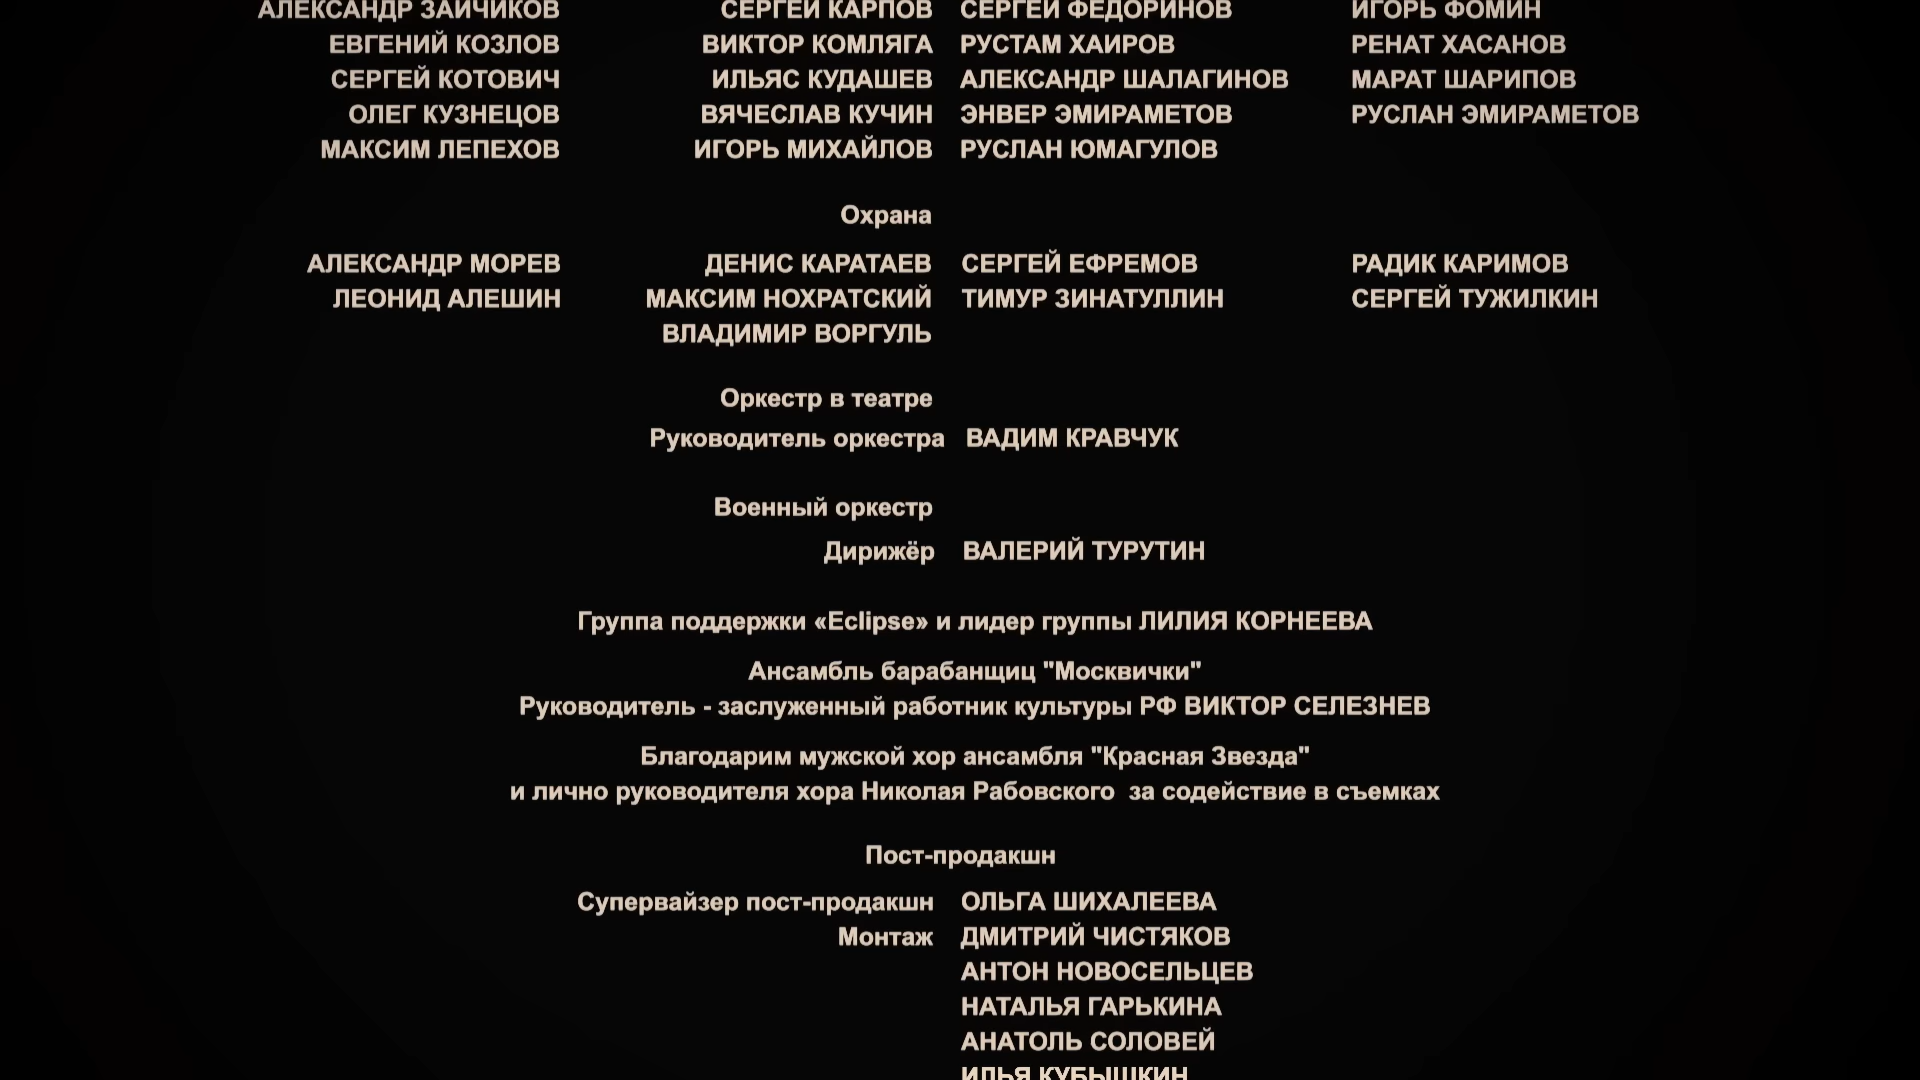 АЛЕКСАНДР ЗАЙЧИКОВ СЕРГЕЙ КАРПОВ СЕРГЕЙ ФЕДОРИНОВ ИГОРЬ ФОМИН
ЕВГЕНИЙ КОЗЛОВ ВИКТОР КОМЛЯГА РУСТАМ ХАИРОВ РЕНАТ ХАСАНОВ
СЕРГЕЙ КОТОВИЧ ИЛЬЯС КУДАШЕВ АЛЕКСАНДР ШАЛАГИНОВ МАРАТ ШАРИПОВ
ОЛЕГ КУЗНЕЦОВ ВЯЧЕСЛАВ КУЧИН ЭНВЕР ЭМИРАМЕТОВ РУСЛАН ЭМИРАМЕТОВ
МАКСИМ ЛЕПЕХОВ ИГОРЬ МИХАЙЛОВ РУСЛАН ЮМАГУЛОВ
Охрана
АЛЕКСАНДР МОРЕВ ДЕНИС КАРАТАЕВ СЕРГЕЙ ЕФРЕМОВ РАДИК КАРИМОВ
ЛЕОНИД АЛЕШИН МАКСИМ НОХРАТСКИЙ ТИМУР ЗИНАТУЛЛИН СЕРГЕЙ ТУЖИЛКИН
ВЛАДИМИР ВОРГУЛЬ
Оркестр в театре
Руководитель оркестра ВАДИМ КРАВЧУК
Военный оркестр
Дирижёр ВАЛЕРИЙ ТУРУТИН
Группа поддержки «Eclipse» и лидер группы ЛИЛИЯ КОРНЕЕВА
Ансамбль барабанщиц "Москвички"
Руководитель - заслуженный работник культуры РФ ВИКТОР СЕЛЕЗНЕВ
Благодарим мужской хор ансамбля "Красная Звезда"
и лично руководителя хора Николая Рабовского за содействие в съемках
Пост-продакшн
Супервайзер пост-продакшн ОЛЬГА ШИХАЛЕЕВА
Монтаж ДМИТРИЙ ЧИСТЯКОВ
АНТОН НОВОСЕЛЬЦЕВ
НАТАЛЬЯ ГАРЬКИНА
АНАТОЛЬ СОЛОВЕЙ
ИЛЬЯ КУБЫШКИН